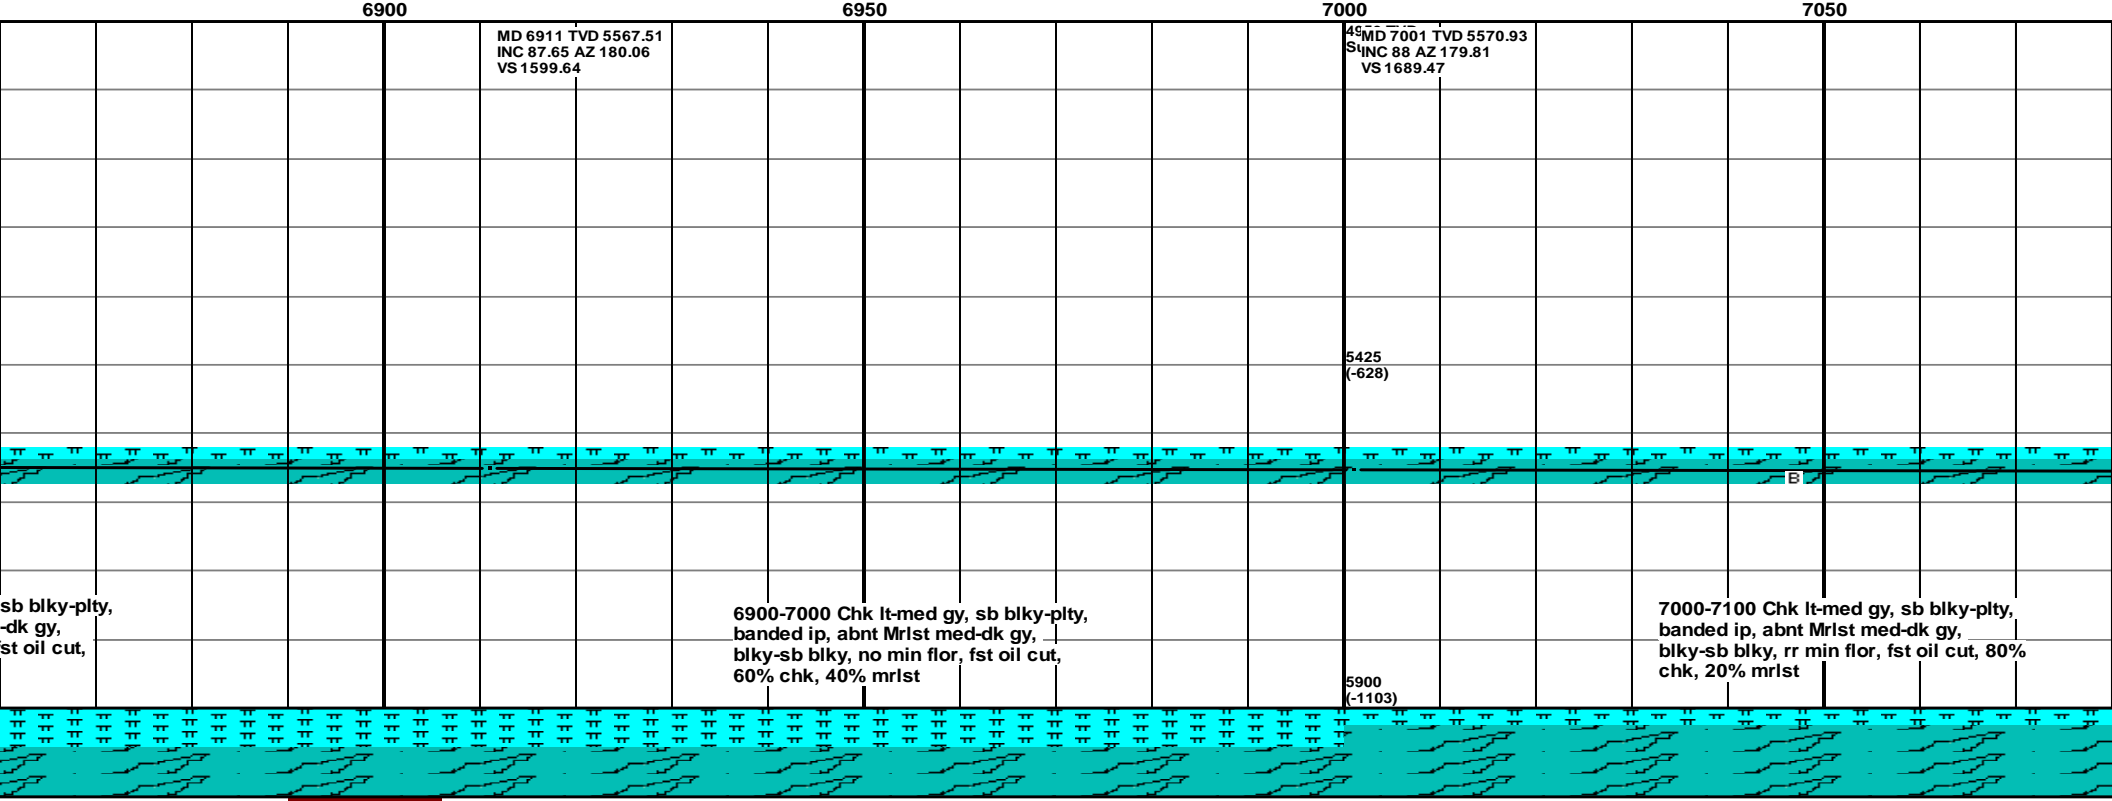 6900 6950 7000 7050
MD 6911 TVD 5567.51
INC 87.65 AZ 180.06
VS 1599.64
MD 7001 TVD 5570.93
INC 88 AZ 179.81
VS 1689.47
5425
(-628)
B
sb blky-plty,
-dk gy,
fst oil cut,
6900-7000 Chk lt-med gy, sb blky-plty,
banded ip, abnt Mrlst med-dk gy,
blky-sb blky, no min flor, fst oil cut,
60% chk, 40% mrlst
7000-7100 Chk lt-med gy, sb blky-plty,
banded ip, abnt Mrlst med-dk gy,
blky-sb blky, rr min flor, fst oil cut, 80%
chk, 20% mrlst
5900
(-1103)